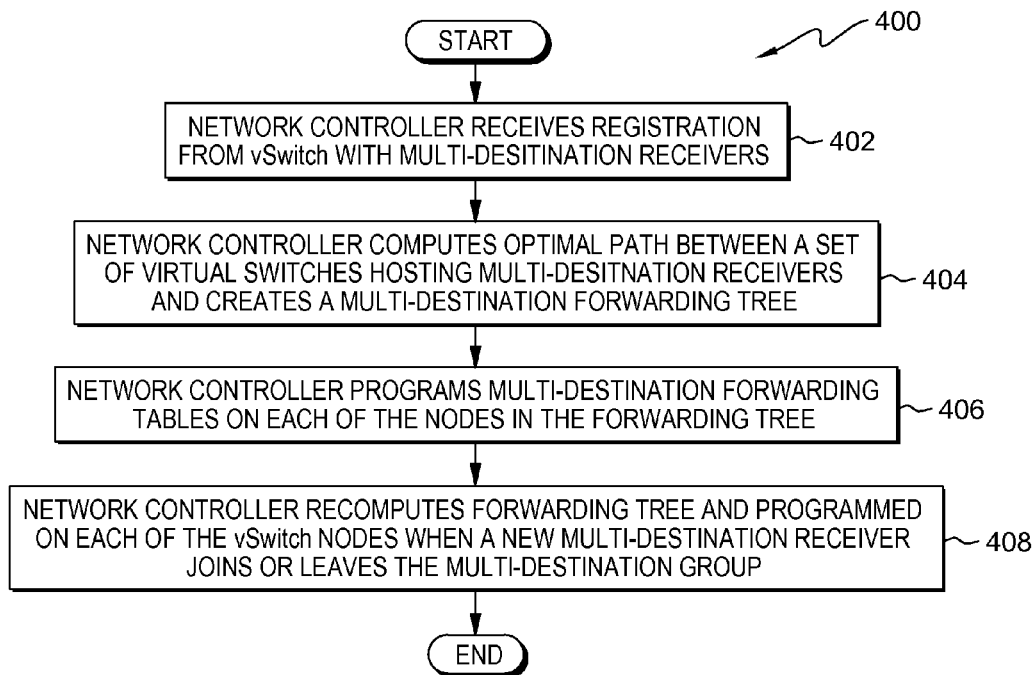 START
400
NETWORK CONTROLLER RECEIVES REGISTRATION
FROM vSwitch WITH MULTI-DESITINATION RECEIVERS
402
NETWORK CONTROLLER COMPUTES OPTIMAL PATH BETWEEN A SET
OF VIRTUAL SWITCHES HOSTING MULTI-DESITNATION RECEIVERS
AND CREATES A MULTI-DESTINATION FORWARDING TREE
404
NETWORK CONTROLLER PROGRAMS MULTI-DESTINATION FORWARDING
TABLES ON EACH OF THE NODES IN THE FORWARDING TREE
406
NETWORK CONTROLLER RECOMPUTES FORWARDING TREE AND PROGRAMMED
ON EACH OF THE vSwitch NODES WHEN A NEW MULTI-DESTINATION RECEIVER
JOINS OR LEAVES THE MULTI-DESTINATION GROUP
408
END